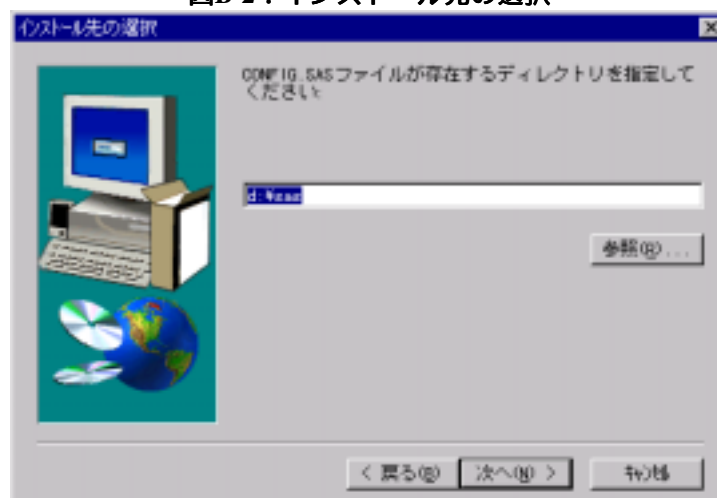 図D-2：インストール先の選択
インストール先の選択
CONFIG.SASファイルが存在するディレクトリを指定して
ください
d:¥sas
参照(R)...
< 戻る(B)
次へ(N) >
キャンセル